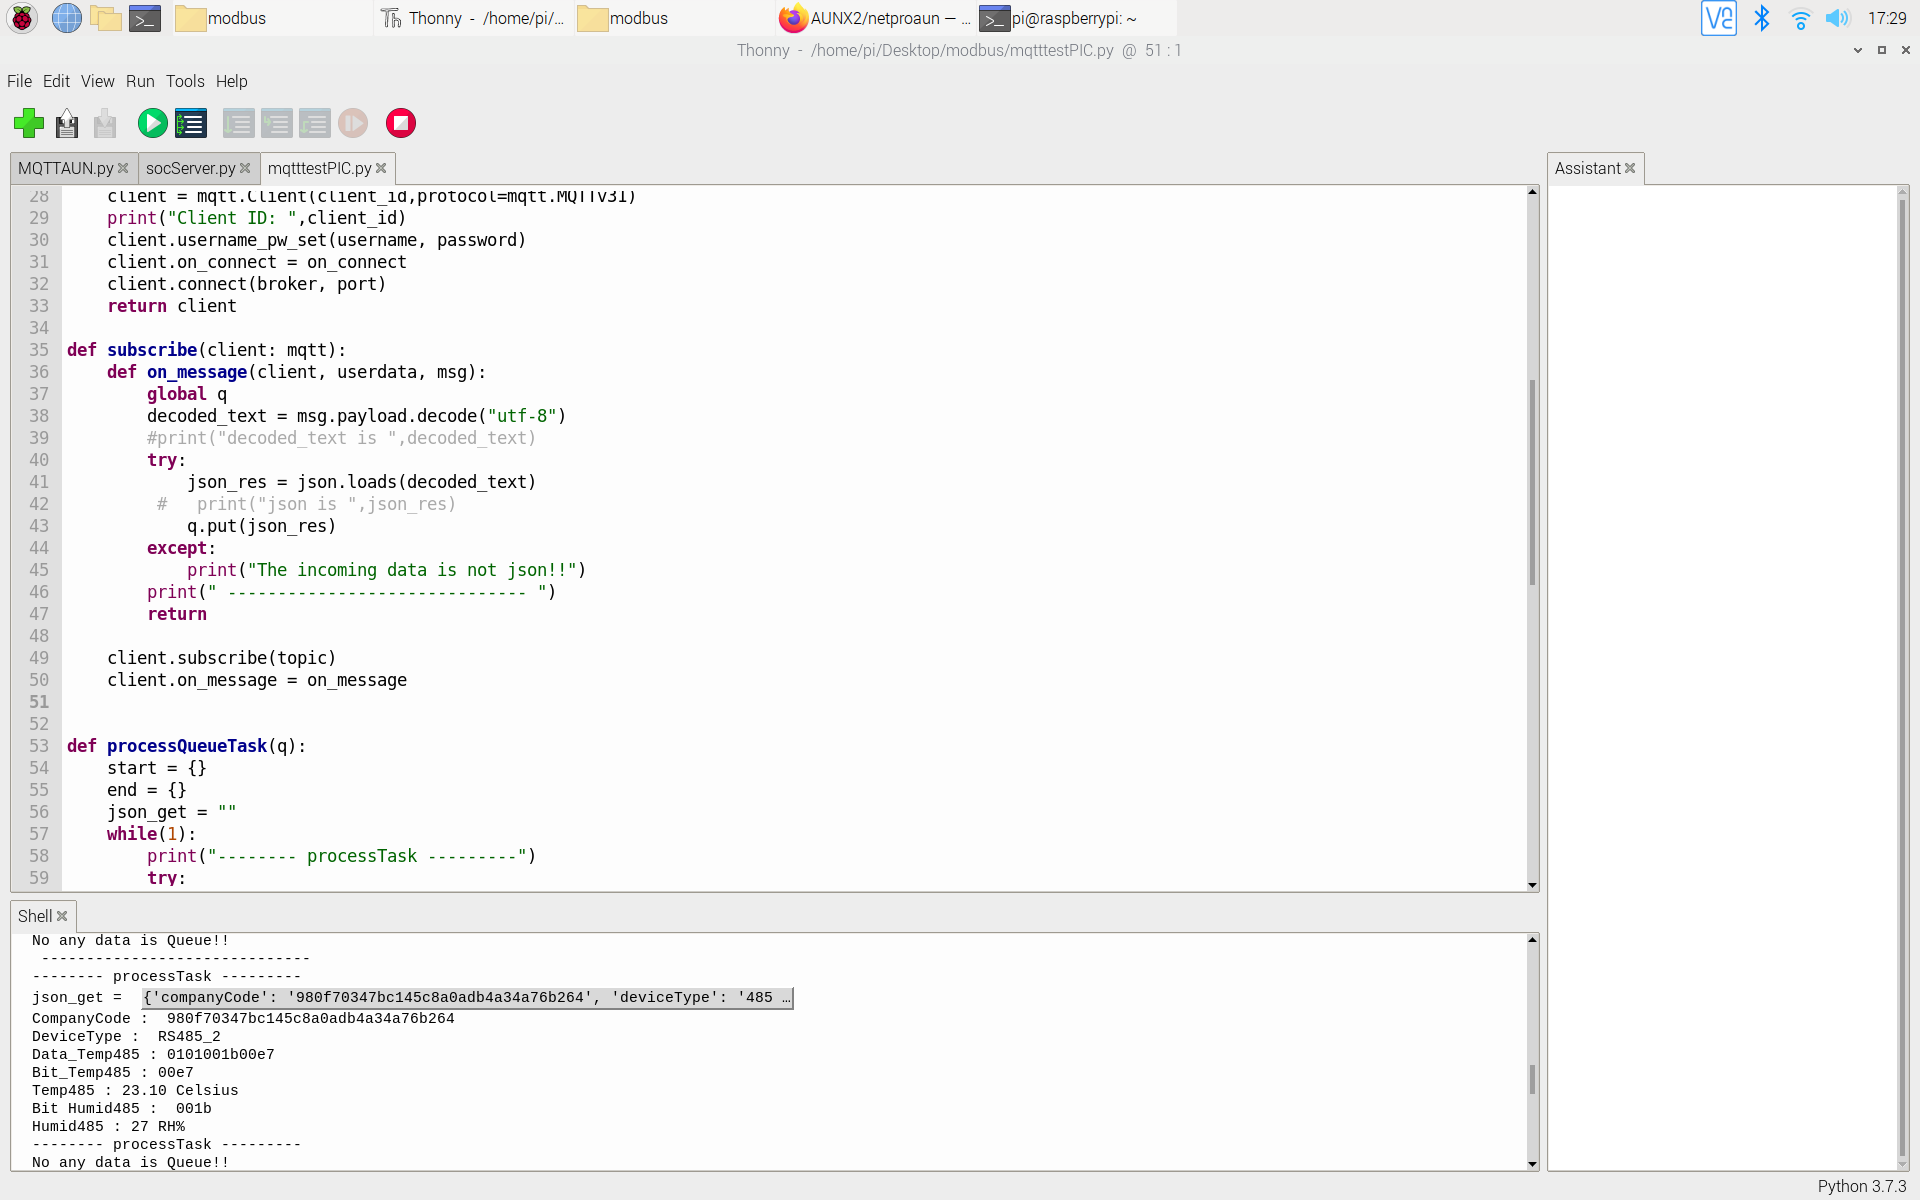 modbus
Thonny - /home/pi/...
modbus
AUNX2/netproaun — ...
pi@raspberrypi: ~
17:29
Thonny - /home/pi/Desktop/modbus/mqtttestPIC.py @ 51 : 1
File Edit View Run Tools Help
MQTTAUN.py
socServer.py
mqtttestPIC.py
Assistant
28     client = mqtt.Client(client_id,protocol=mqtt.MQTTv31)
29     print("Client ID: ",client_id)
30     client.username_pw_set(username, password)
31     client.on_connect = on_connect
32     client.connect(broker, port)
33     return client
34
35 def subscribe(client: mqtt):
36     def on_message(client, userdata, msg):
37         global q
38         decoded_text = msg.payload.decode("utf-8")
39         #print("decoded_text is ",decoded_text)
40         try:
41             json_res = json.loads(decoded_text)
42          #   print("json is ",json_res)
43             q.put(json_res)
44         except:
45             print("The incoming data is not json!!")
46         print(" ------------------------------ ")
47         return
48
49     client.subscribe(topic)
50     client.on_message = on_message
51
52
53 def processQueueTask(q):
54     start = {}
55     end = {}
56     json_get = ""
57     while(1):
58         print("-------- processTask ---------")
59         try:
Shell
No any data is Queue!!
 ------------------------------
-------- processTask ---------
json_get =  {'companyCode': '980f70347bc145c8a0adb4a34a76b264', 'deviceType': '485 …
CompanyCode :  980f70347bc145c8a0adb4a34a76b264
DeviceType :  RS485_2
Data_Temp485 : 0101001b00e7
Bit_Temp485 : 00e7
Temp485 : 23.10 Celsius
Bit Humid485 :  001b
Humid485 : 27 RH%
-------- processTask ---------
No any data is Queue!!
Python 3.7.3